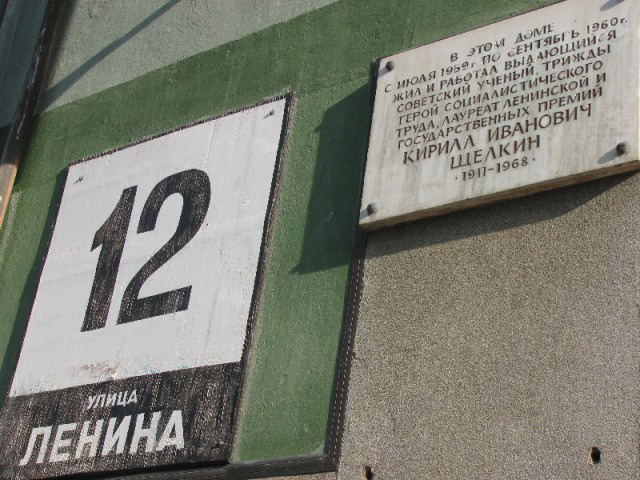 12
УЛИЦА
ЛЕНИНА
В ЭТОМ ДОМЕ
С ИЮЛЯ 1959г. ПО СЕНТЯБРЬ 1960г.
ЖИЛ И РАБОТАЛ ВЫДАЮЩИЙСЯ
СОВЕТСКИЙ УЧЕНЫЙ, ТРИЖДЫ
ГЕРОЙ СОЦИАЛИСТИЧЕСКОГО
ТРУДА, ЛАУРЕАТ ЛЕНИНСКОЙ И
ГОСУДАРСТВЕННЫХ ПРЕМИЙ
КИРИЛЛ ИВАНОВИЧ
ЩЕЛКИН
·1911-1968·